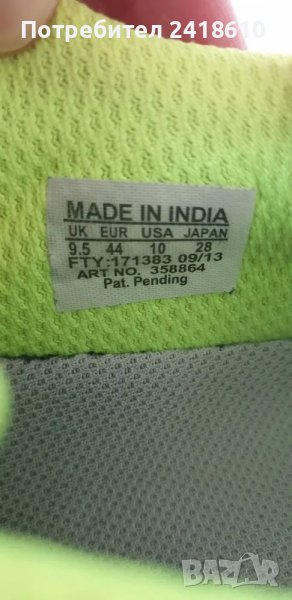 Потребител 2418610
MADE IN INDIA
UK EUR USA JAPAN
9.5 44 10 28
FTY:171383 09/13
ART NO. 358864
Pat. Pending
BAZAR